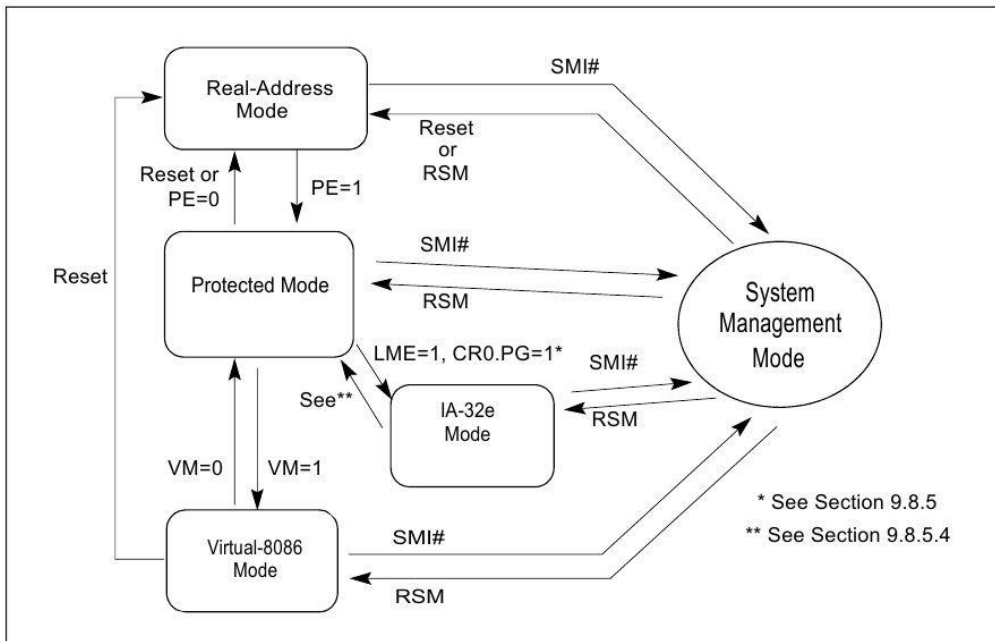 SMI#
Real-Address
Mode
Reset
or
RSM
Reset or
PE=0
PE=1
SMI#
Reset
Protected Mode
RSM
System
Management
Mode
LME=1, CR0.PG=1*
SMI#
See**
IA-32e
Mode
RSM
VM=0
VM=1
* See Section 9.8.5
** See Section 9.8.5.4
Virtual-8086
Mode
SMI#
RSM